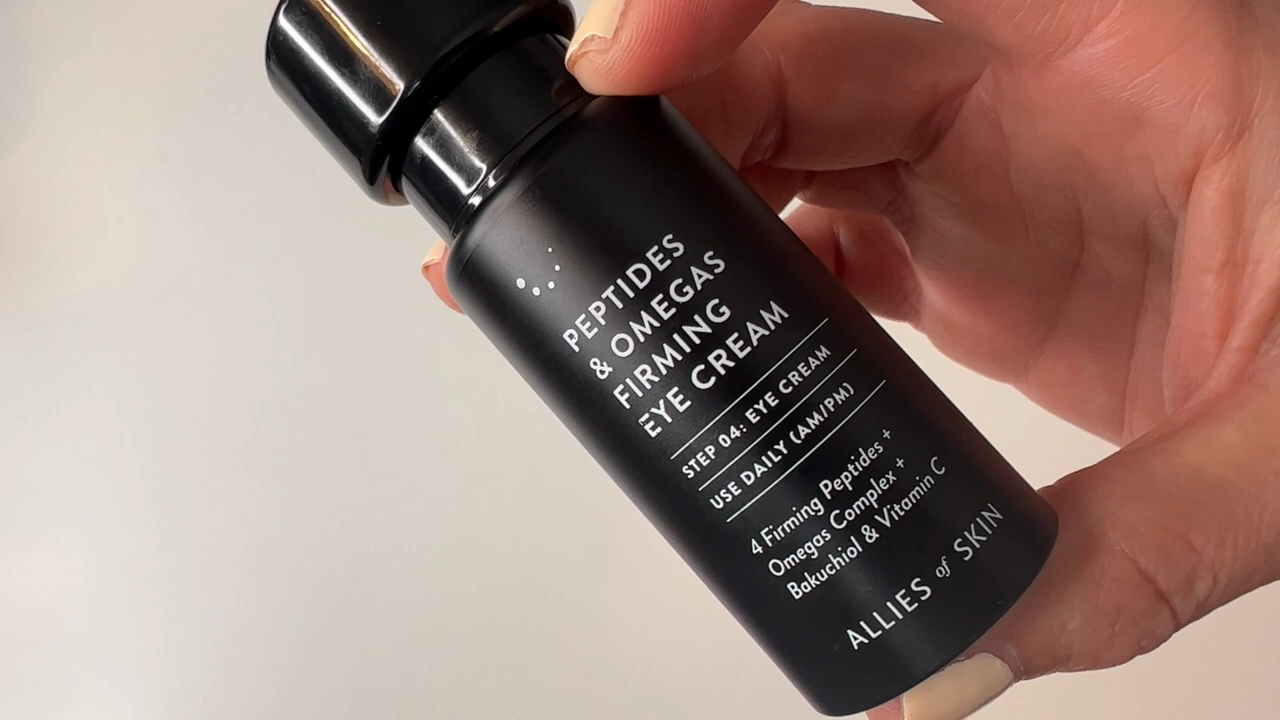 PEPTIDES
& OMEGAS
FIRMING
EYE CREAM
STEP 04: EYE CREAM
USE DAILY (AM/PM)
4 Firming Peptides +
Omegas Complex +
Bakuchiol & Vitamin C
ALLIES of SKIN